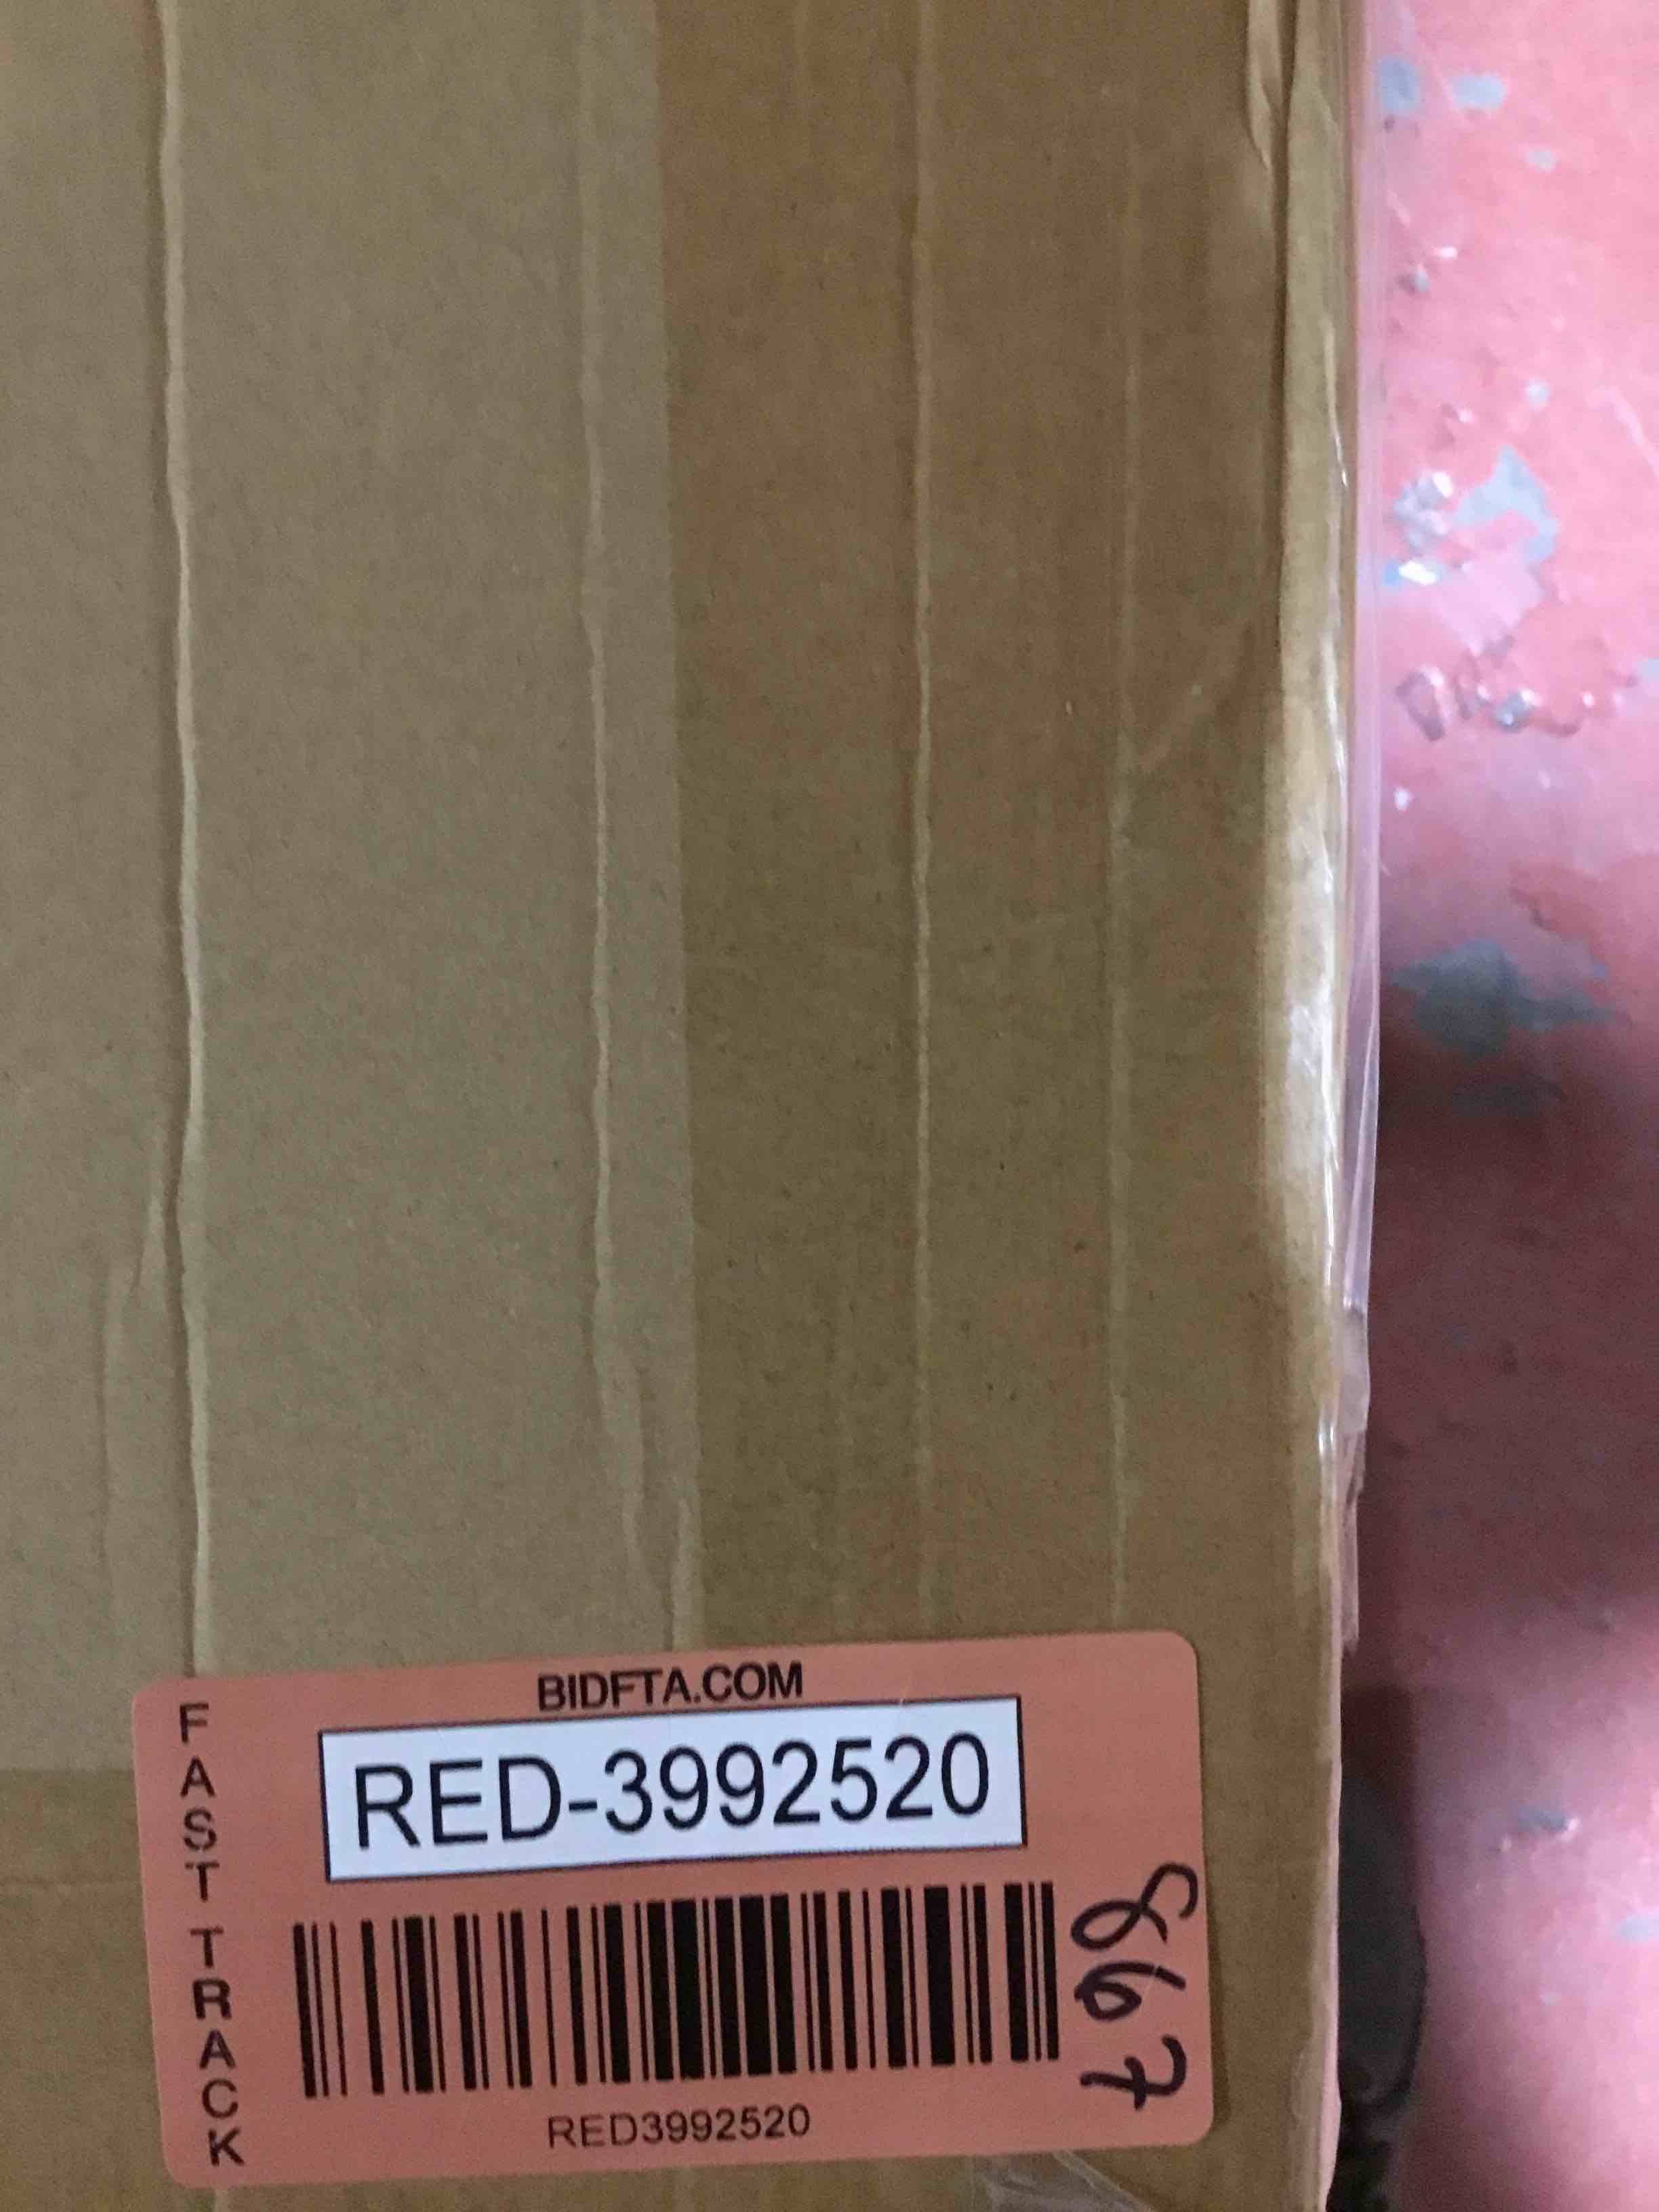 BIDFTA.COM
FAST TRACK
RED-3992520
867
RED3992520